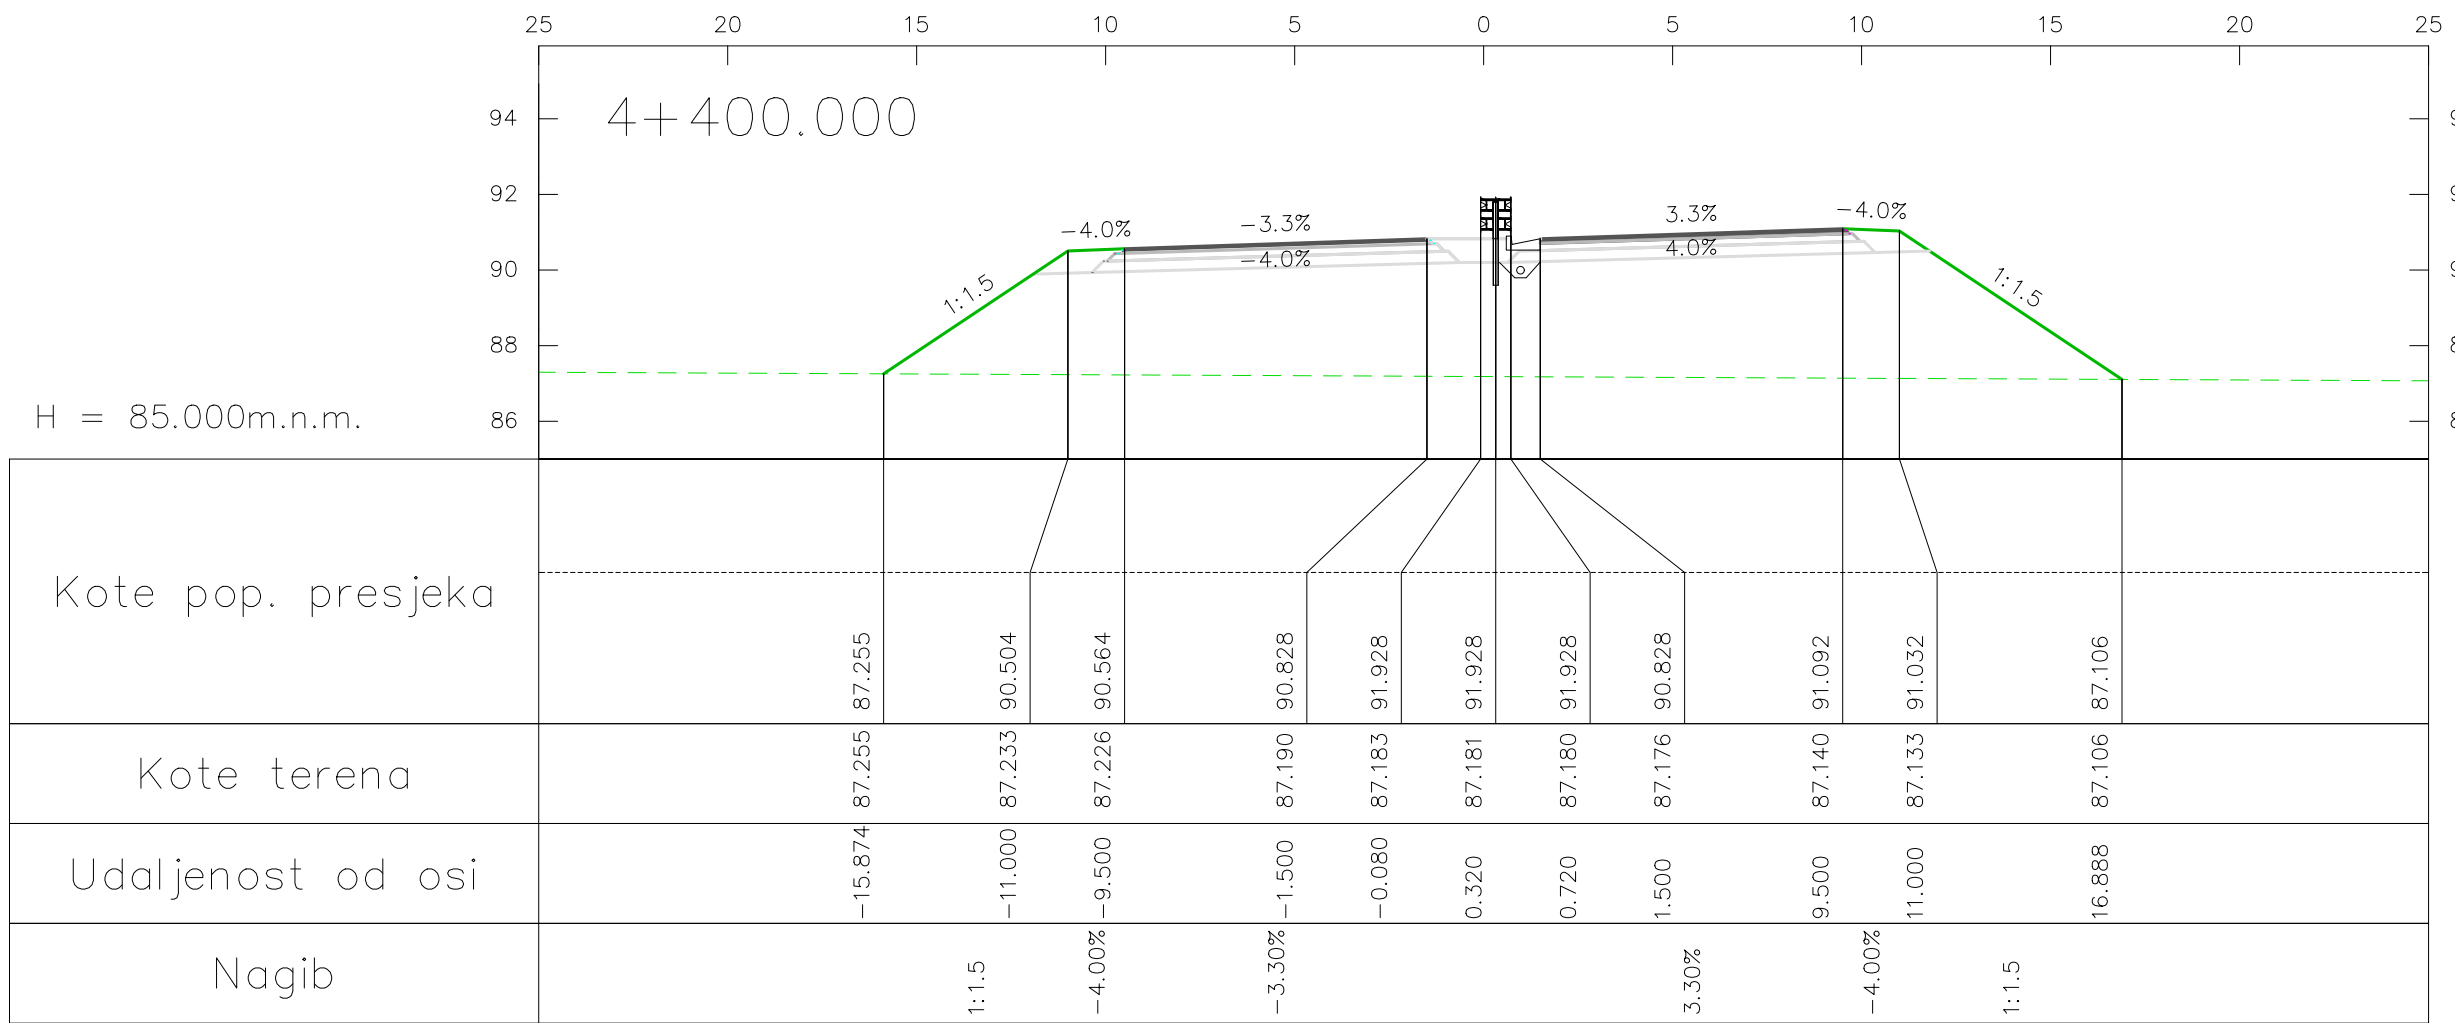 25 20 15 10 5 0 5 10 15 20 25
4+400.000
94
92
90
88
86
-4.0%
-3.3%
-4.0%
3.3%
4.0%
-4.0%
1:1.5
1:1.5
H = 85.000m.n.m.
Kote pop. presjeka
87.255 90.504 90.564 90.828 91.928 91.928 91.928 90.828 91.092 91.032 87.106
Kote terena
87.255 87.233 87.226 87.190 87.183 87.181 87.180 87.176 87.140 87.133 87.106
Udaljenost od osi
-15.874 -11.000 -9.500 -1.500 -0.080 0.320 0.720 1.500 9.500 11.000 16.888
Nagib
1:1.5 -4.00% -3.30% 3.30% -4.00% 1:1.5